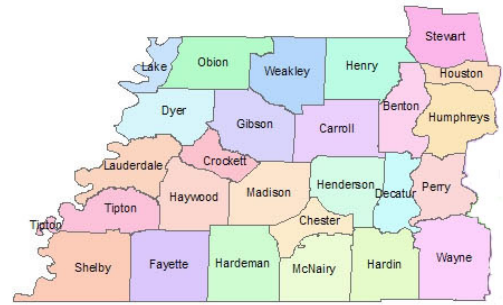 Stewart
Lake
Obion
Weakley
Henry
Houston
Benton
Dyer
Gibson
Carroll
Humphreys
Lauderdale
Crockett
Haywood
Madison
Henderson
Decatur
Perry
Tipton
Tipton
Chester
Shelby
Fayette
Hardeman
McNairy
Hardin
Wayne